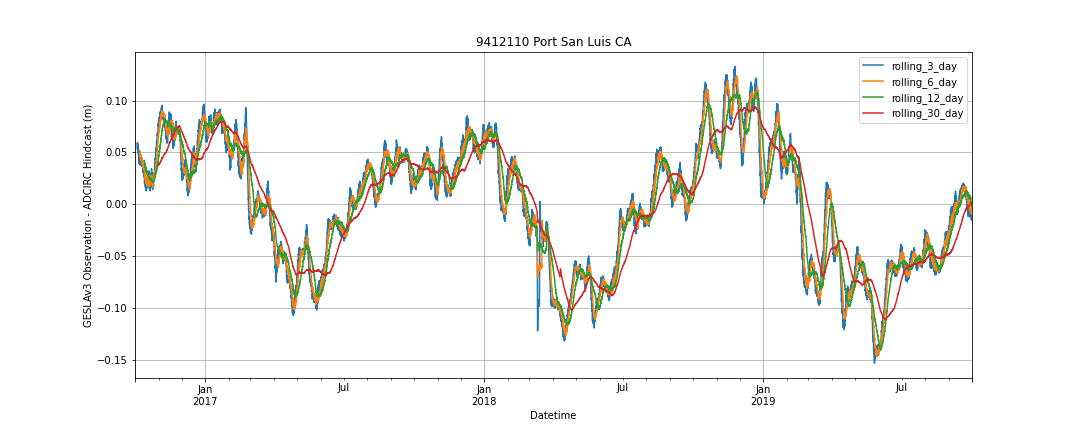 9412110 Port San Luis CA
rolling_3_day
rolling_6_day
rolling_12_day
rolling_30_day
GESLAv3 Observation - ADCIRC Hindcast (m)
0.10
0.05
0.00
−0.05
−0.10
−0.15
Jan
2017
Jul
Jan
2018
Jul
Jan
2019
Jul
Datetime